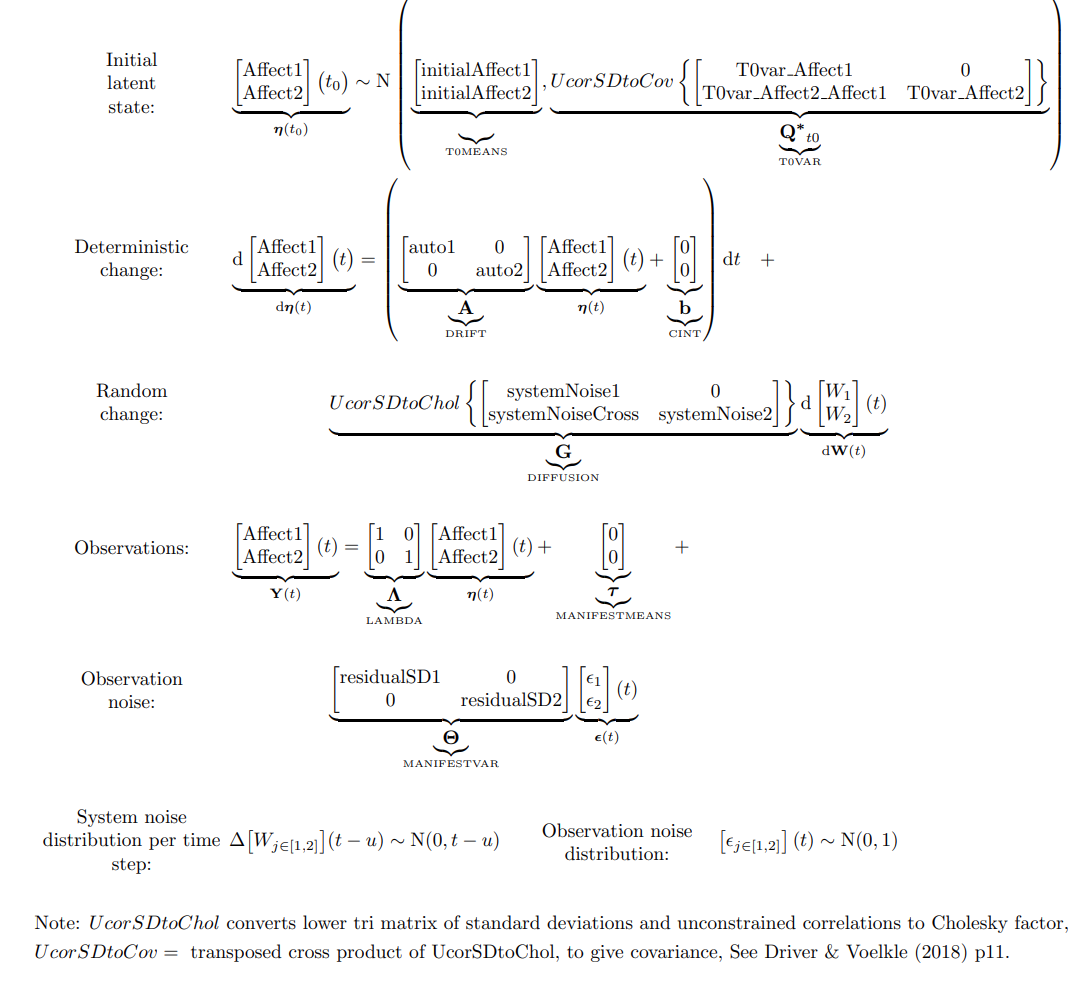 Initial
latent
state:
[Affect1
Affect2] (t₀) ∼ N ( [initialAffect1
initialAffect2] , UcorSDtoCov { [T0var_Affect1 0
T0var_Affect2_Affect1 T0var_Affect2] } )
η(t₀)
T0MEANS
Q*t0
T0VAR
Deterministic
change:
d [Affect1
Affect2] (t) = ( [auto1 0
0 auto2] [Affect1
Affect2] (t) + [0
0] ) dt +
dη(t)
A
DRIFT
η(t)
b
CINT
Random
change:
UcorSDtoChol { [systemNoise1 0
systemNoiseCross systemNoise2] } d [W₁
W₂] (t)
G
DIFFUSION
dW(t)
Observations:
[Affect1
Affect2] (t) = [1 0
0 1] [Affect1
Affect2] (t) + [0
0] +
Y(t)
Λ
LAMBDA
η(t)
τ
MANIFESTMEANS
Observation
noise:
[residualSD1 0
0 residualSD2] [ϵ₁
ϵ₂] (t)
Θ
MANIFESTVAR
ϵ(t)
System noise
distribution per time
step:
Δ[Wj∈[1,2]](t − u) ∼ N(0, t − u)
Observation noise
distribution:
[ϵj∈[1,2]] (t) ∼ N(0, 1)
Note: UcorSDtoChol converts lower tri matrix of standard deviations and unconstrained correlations to Cholesky factor,
UcorSDtoCov = transposed cross product of UcorSDtoChol, to give covariance, See Driver & Voelkle (2018) p11.